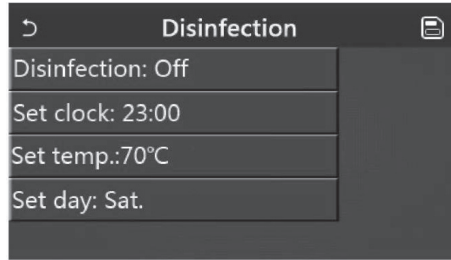 Disinfection
Disinfection: Off
Set clock: 23:00
Set temp.:70℃
Set day: Sat.